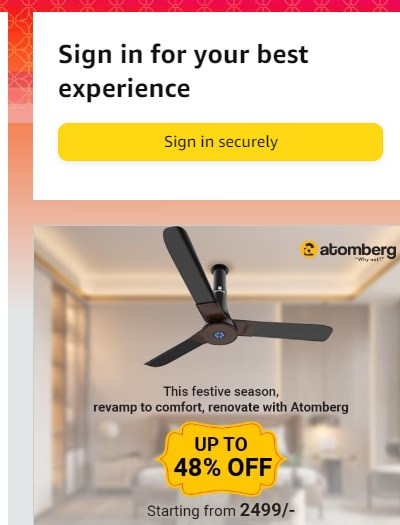 Sign in for your best
experience
Sign in securely
atomberg
"Why not?"
This festive season,
revamp to comfort, renovate with Atomberg
UP TO
48% OFF
Starting from 2499/-